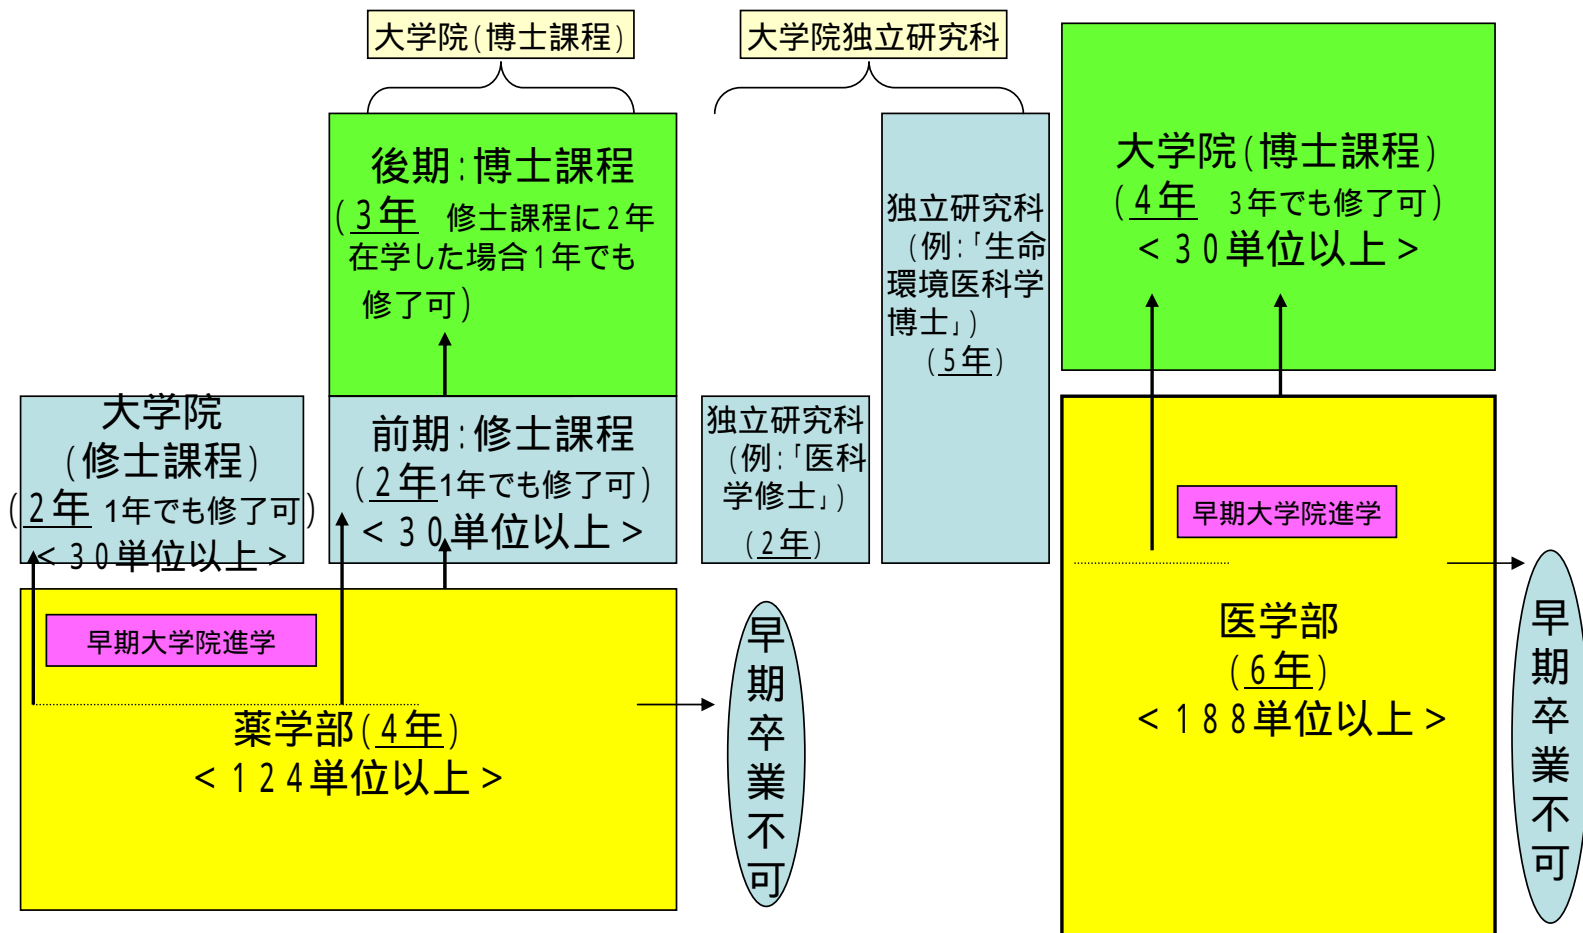 大学院(博士課程)
大学院独立研究科
後期:博士課程
(3年 修士課程に2年
在学した場合1年でも
修了可)
独立研究科
(例:「生命
環境医科学
博士」)
(5年)
大学院(博士課程)
(4年 3年でも修了可)
<30単位以上>
大学院
(修士課程)
(2年 1年でも修了可)
<30単位以上>
前期:修士課程
(2年1年でも修了可)
<30単位以上>
独立研究科
(例:「医科
学修士」)
(2年)
早期大学院進学
早期大学院進学
薬学部(4年)
<124単位以上>
早期卒業不可
医学部
(6年)
<188単位以上>
早期卒業不可